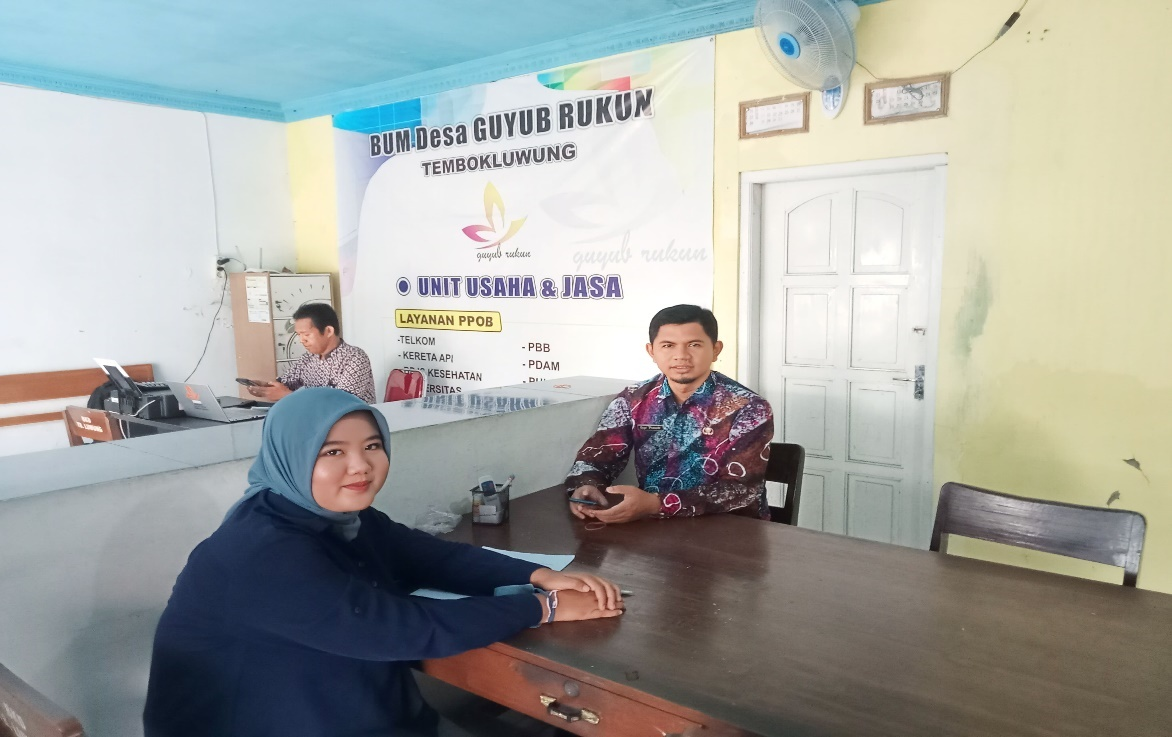 BUM Desa GUYUB RUKUN
TEMBOKLUWUNG
guyub rukun
guyub rukun
UNIT USAHA & JASA
LAYANAN PPOB
-TELKOM
- KERETA API
KESEHATAN
- PBB
- PDAM